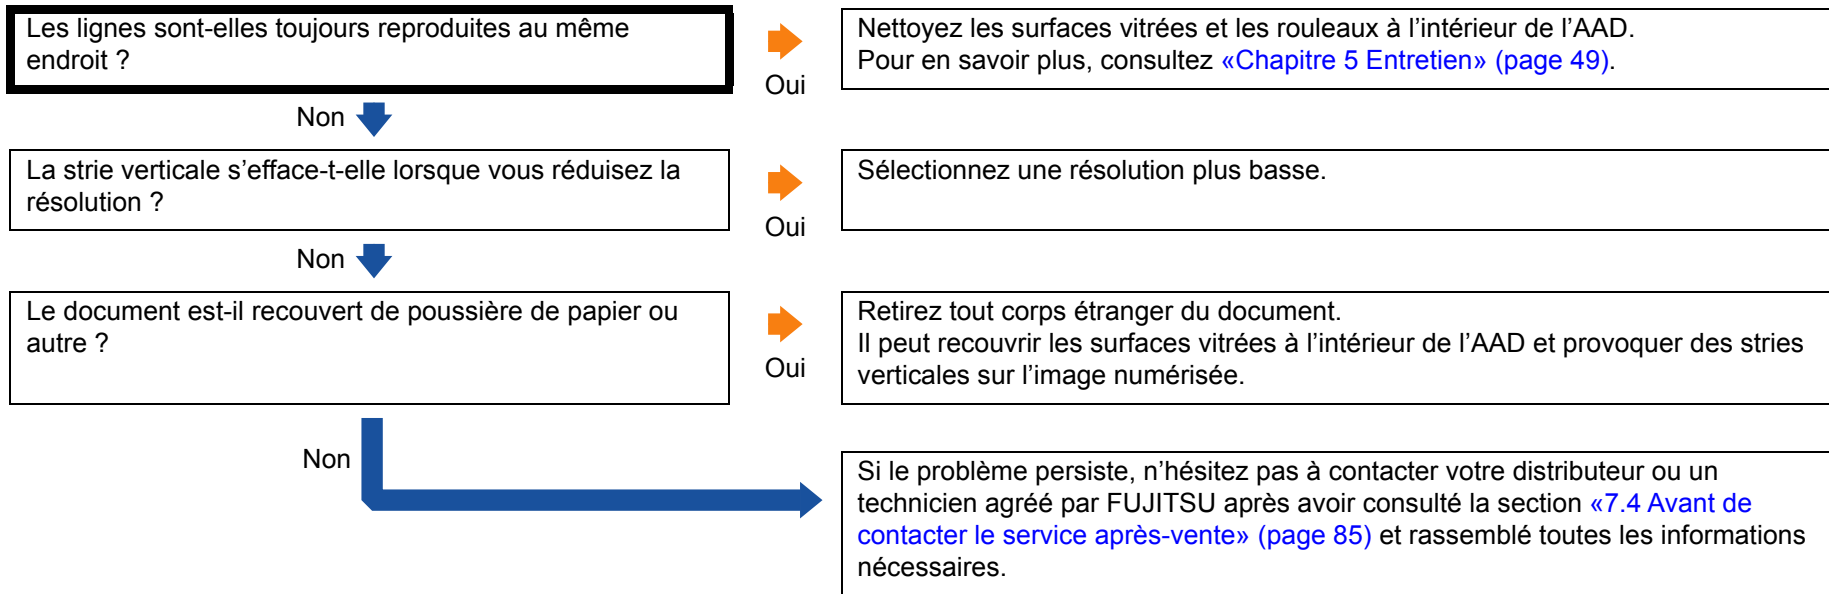 Les lignes sont-elles toujours reproduites au même
endroit ?
Oui
Nettoyez les surfaces vitrées et les rouleaux à l’intérieur de l’AAD.
Pour en savoir plus, consultez «Chapitre 5 Entretien» (page 49).
Non
La strie verticale s’efface-t-elle lorsque vous réduisez la
résolution ?
Oui
Sélectionnez une résolution plus basse.
Non
Le document est-il recouvert de poussière de papier ou
autre ?
Oui
Retirez tout corps étranger du document.
Il peut recouvrir les surfaces vitrées à l’intérieur de l’AAD et provoquer des stries
verticales sur l’image numérisée.
Non
Si le problème persiste, n’hésitez pas à contacter votre distributeur ou un
technicien agréé par FUJITSU après avoir consulté la section «7.4 Avant de
contacter le service après-vente» (page 85) et rassemblé toutes les informations
nécessaires.